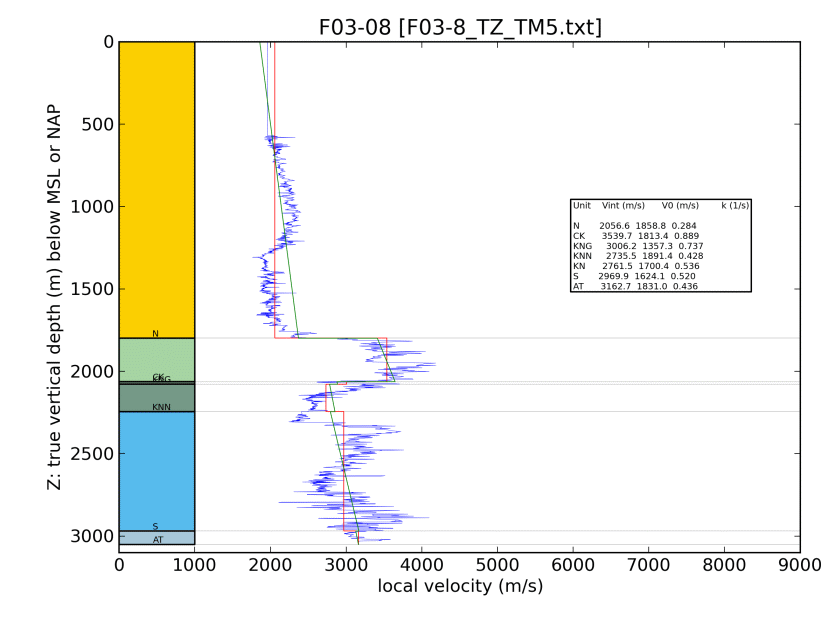 F03-08 [F03-8_TZ_TM5.txt]
Z: true vertical depth (m) below MSL or NAP
0
500
1000
1500
2000
2500
3000
N
CK
KNG
KNN
S
AT
Unit Vint (m/s) V0 (m/s) k (1/s)
N 2056.6 1858.8 0.284
CK 3539.7 1813.4 0.889
KNG 3006.2 1357.3 0.737
KNN 2735.5 1891.4 0.428
KN 2761.5 1700.4 0.536
S 2969.9 1624.1 0.520
AT 3162.7 1831.0 0.436
0 1000 2000 3000 4000 5000 6000 7000 8000 9000
local velocity (m/s)